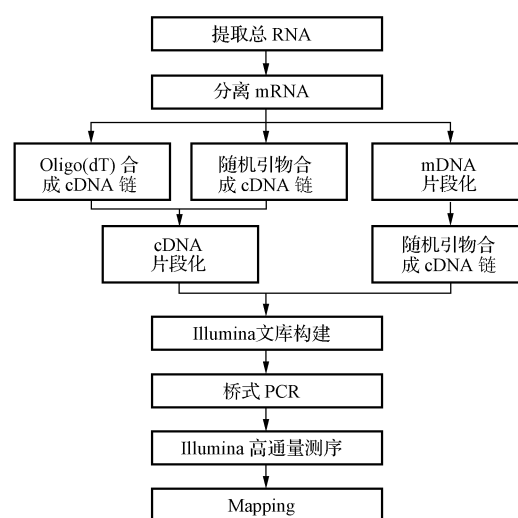 提取总 RNA
分离 mRNA
Oligo(dT) 合
成 cDNA 链
随机引物合
成 cDNA 链
mDNA
片段化
cDNA
片段化
随机引物合
成 cDNA 链
Illumina文库构建
桥式 PCR
Illumina 高通量测序
Mapping